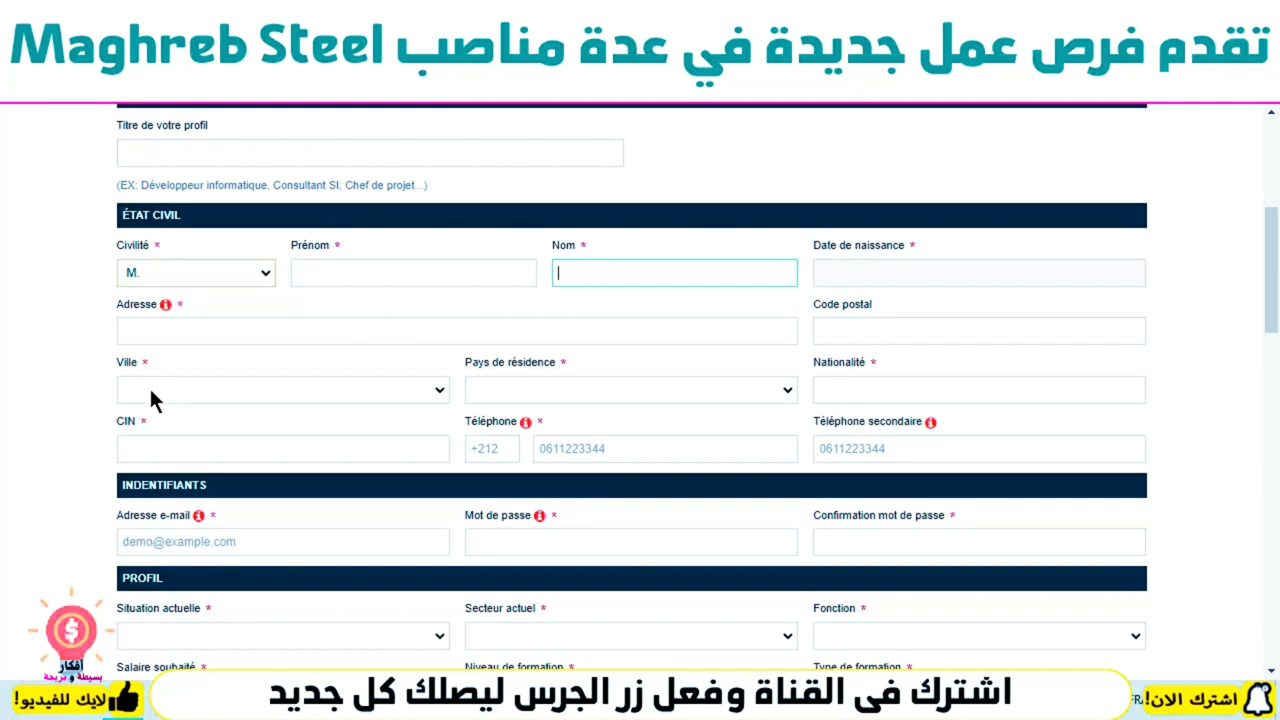 Maghreb Steel تقدم فرص عمل جديدة في عدة مناصب
Titre de votre profil
(EX: Développeur informatique, Consultant SI, Chef de projet...)
ÉTAT CIVIL
Civilité * Prénom * Nom * Date de naissance *
M.
Adresse * Code postal
Ville * Pays de résidence * Nationalité *
CIN * Téléphone * Téléphone secondaire
+212 0611223344 0611223344
INDENTIFIANTS
Adresse e-mail * Mot de passe * Confirmation mot de passe *
demo@example.com
PROFIL
Situation actuelle * Secteur actuel * Fonction *
Salaire souhaité * Niveau de formation * Type de formation *
أفكار
بسيطة و مربحة
لايك للفيديو!
اشترك فى القناة وفعل زر الجرس ليصلك كل جديد
FR
اشترك الان!